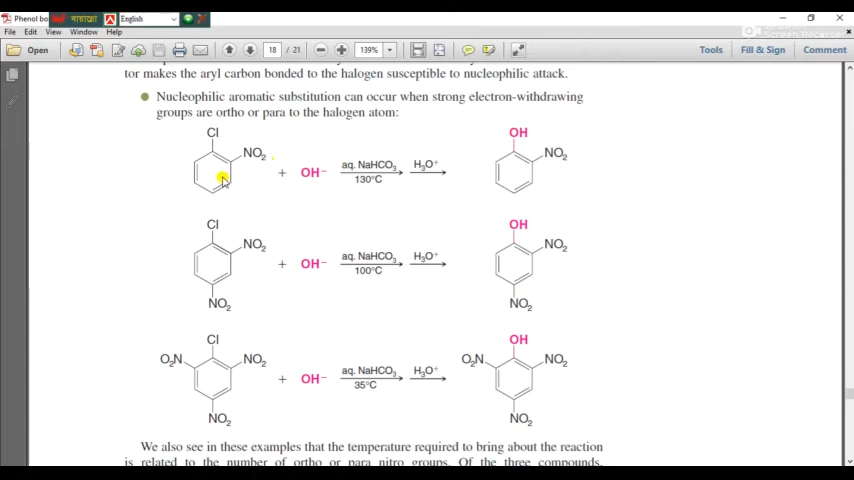 Phenol bo
বায়ান্নো
English
File Edit View Window Help
Open
18 / 21
139%
Tools Fill & Sign Comment
tor makes the aryl carbon bonded to the halogen susceptible to nucleophilic attack.
Nucleophilic aromatic substitution can occur when strong electron-withdrawing
groups are ortho or para to the halogen atom:
Cl
NO₂
+ OH⁻
aq. NaHCO₃
130°C
H₃O⁺
OH
NO₂
Cl
NO₂
NO₂
+ OH⁻
aq. NaHCO₃
100°C
H₃O⁺
OH
NO₂
NO₂
Cl
O₂N
NO₂
NO₂
+ OH⁻
aq. NaHCO₃
35°C
H₃O⁺
OH
O₂N
NO₂
NO₂
We also see in these examples that the temperature required to bring about the reaction
is related to the number of ortho or para nitro groups. Of the three compounds,